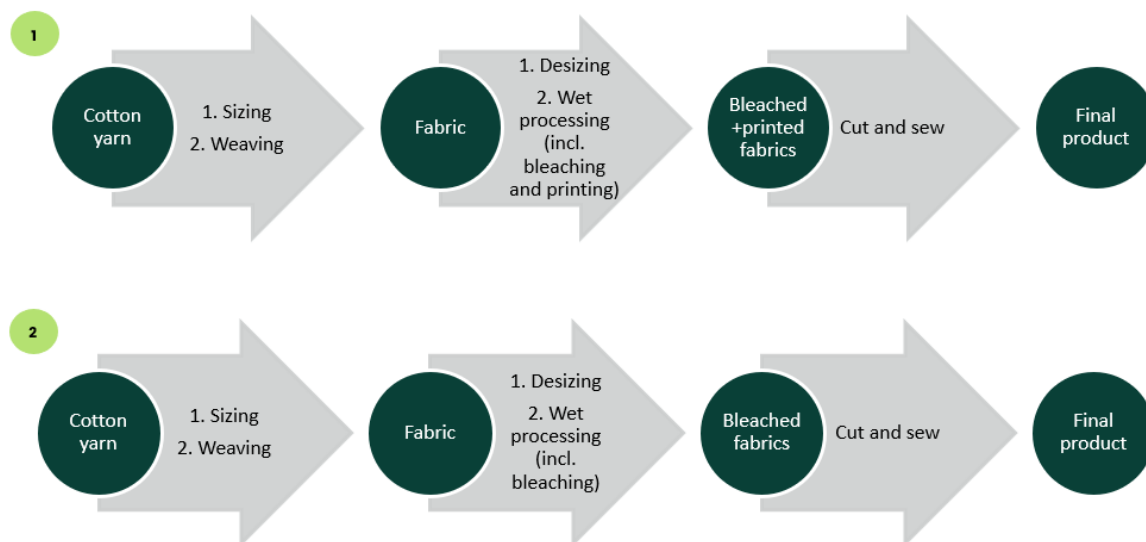 1
Cotton
yarn
1. Sizing
2. Weaving
Fabric
1. Desizing
2. Wet
processing
(incl.
bleaching
and printing)
Bleached
+printed
fabrics
Cut and sew
Final
product
2
Cotton
yarn
1. Sizing
2. Weaving
Fabric
1. Desizing
2. Wet
processing
(incl.
bleaching)
Bleached
fabrics
Cut and sew
Final
product